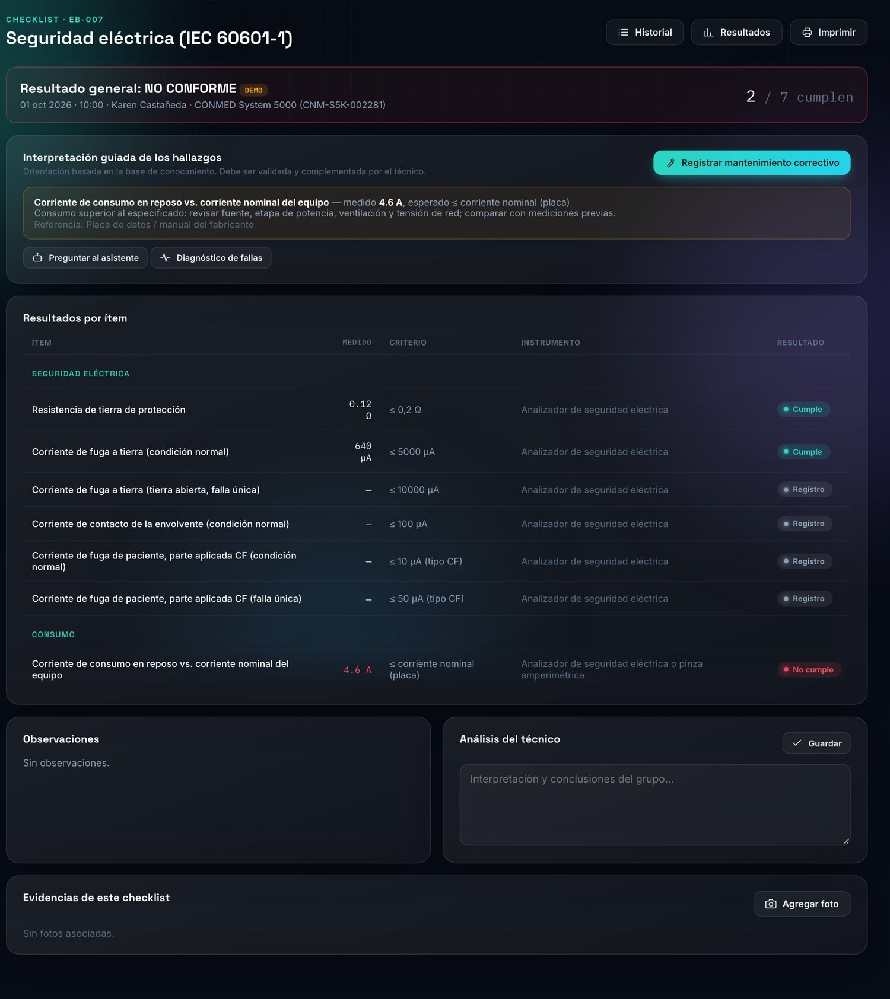 CHECKLIST · EB-007
Seguridad eléctrica (IEC 60601-1)
Historial
Resultados
Imprimir
Resultado general: NO CONFORME DEMO
01 oct 2026 · 10:00 · Karen Castañeda · CONMED System 5000 (CNM-S5K-002281)
2 / 7 cumplen
Interpretación guiada de los hallazgos
Orientación basada en la base de conocimiento. Debe ser validada y complementada por el técnico.
Registrar mantenimiento correctivo
Corriente de consumo en reposo vs. corriente nominal del equipo — medido 4.6 A, esperado ≤ corriente nominal (placa)
Consumo superior al especificado: revisar fuente, etapa de potencia, ventilación y tensión de red; comparar con mediciones previas.
Referencia: Placa de datos / manual del fabricante
Preguntar al asistente
Diagnóstico de fallas
Resultados por ítem
ÍTEM MEDIDO CRITERIO INSTRUMENTO RESULTADO
SEGURIDAD ELÉCTRICA
Resistencia de tierra de protección 0.12 Ω ≤ 0,2 Ω Analizador de seguridad eléctrica Cumple
Corriente de fuga a tierra (condición normal) 640 µA ≤ 5000 µA Analizador de seguridad eléctrica Cumple
Corriente de fuga a tierra (tierra abierta, falla única) — ≤ 10000 µA Analizador de seguridad eléctrica Registro
Corriente de contacto de la envolvente (condición normal) — ≤ 100 µA Analizador de seguridad eléctrica Registro
Corriente de fuga de paciente, parte aplicada CF (condición
normal) — ≤ 10 µA (tipo CF) Analizador de seguridad eléctrica Registro
Corriente de fuga de paciente, parte aplicada CF (falla única) — ≤ 50 µA (tipo CF) Analizador de seguridad eléctrica Registro
CONSUMO
Corriente de consumo en reposo vs. corriente nominal del
equipo
4.6 A
≤ corriente nominal
(placa)
Analizador de seguridad eléctrica o pinza
amperimétrica
No cumple
Observaciones
Sin observaciones.
Análisis del técnico
Guardar
Interpretación y conclusiones del grupo...
Evidencias de este checklist
Agregar foto
Sin fotos asociadas.